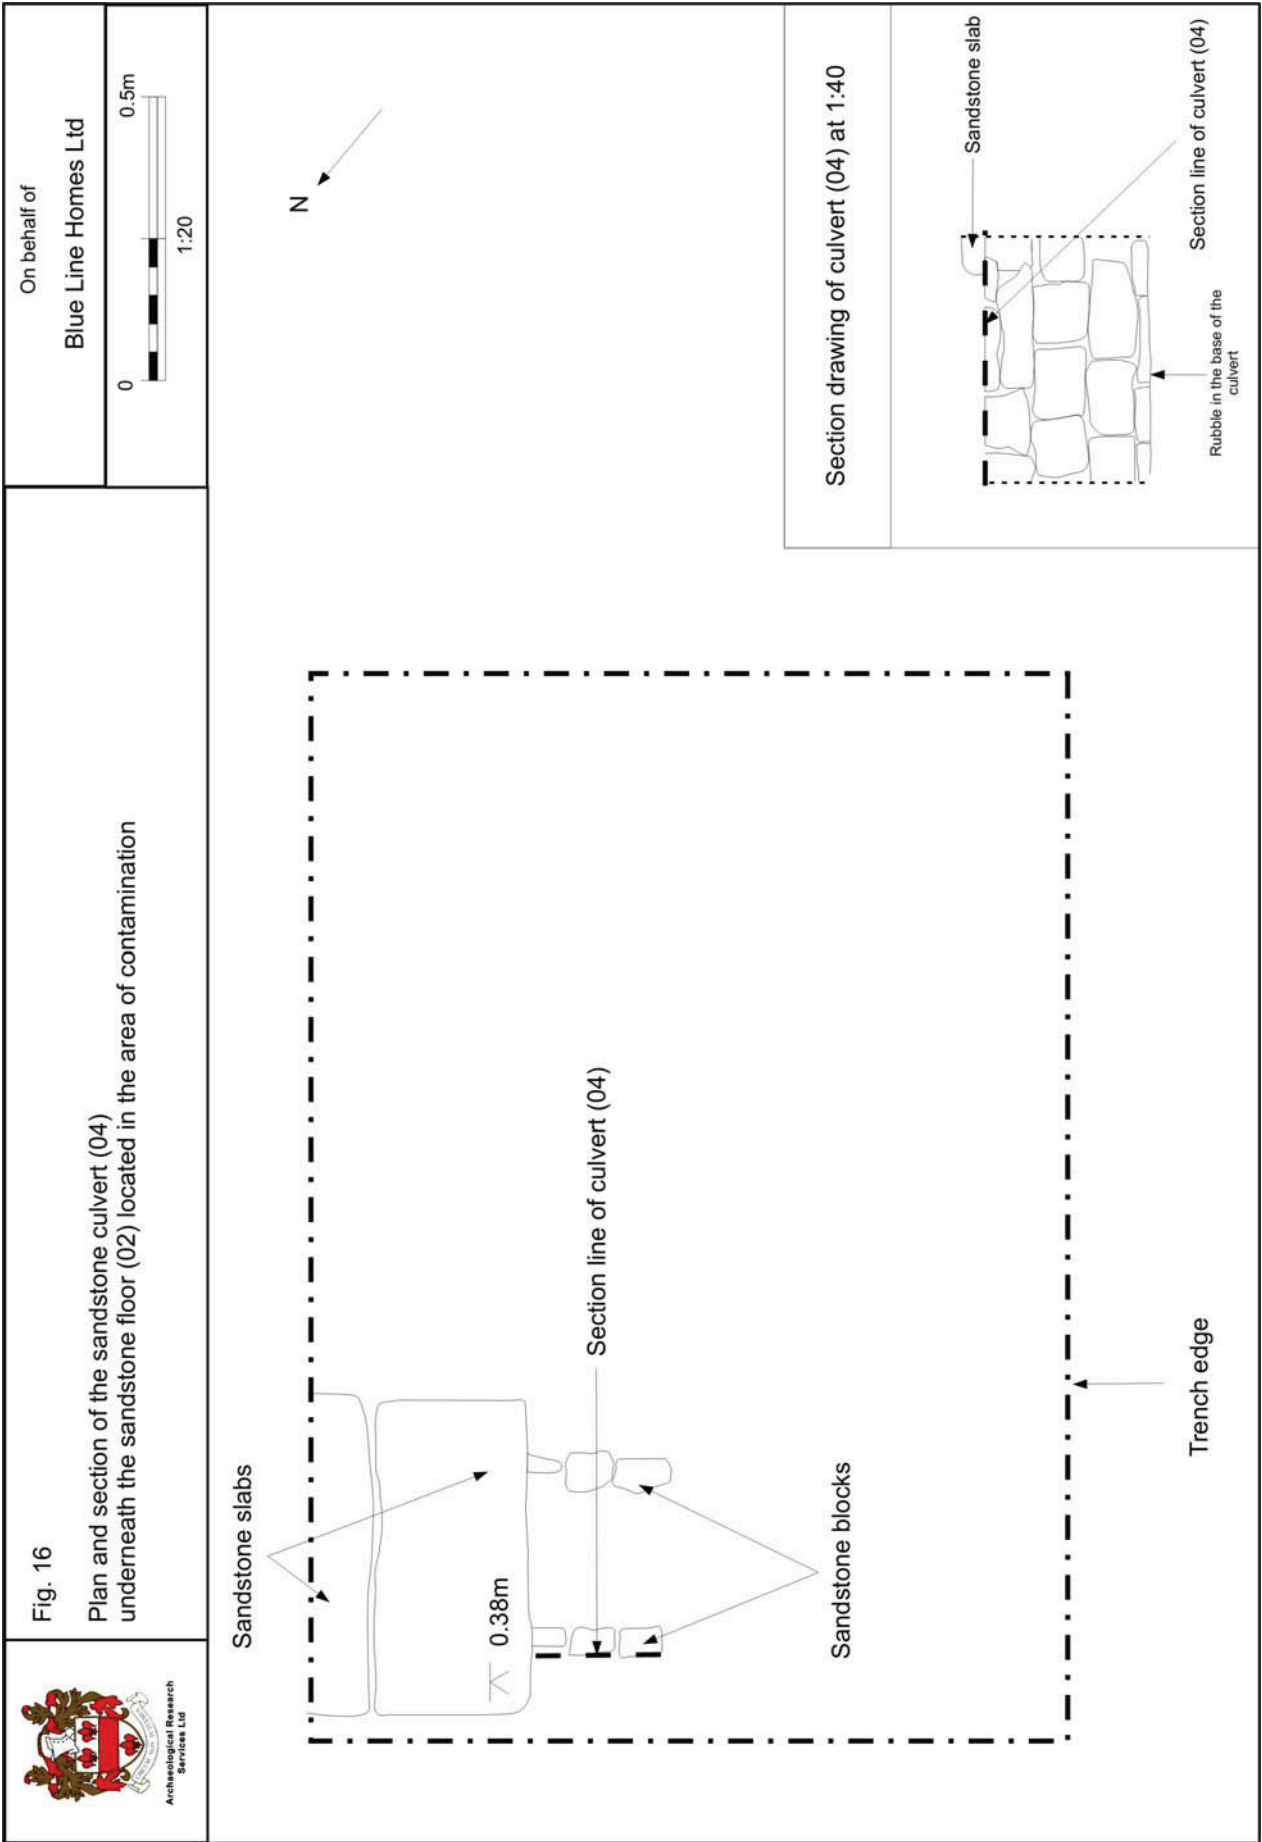 Archaeological Research
Services Ltd
Fig. 16
Plan and section of the sandstone culvert (04)
underneath the sandstone floor (02) located in the area of contamination
On behalf of
Blue Line Homes Ltd
0
0.5m
1:20
N
Sandstone slabs
0.38m
Section line of culvert (04)
Sandstone blocks
Trench edge
Section drawing of culvert (04) at 1:40
Sandstone slab
Section line of culvert (04)
Rubble in the base of the
culvert